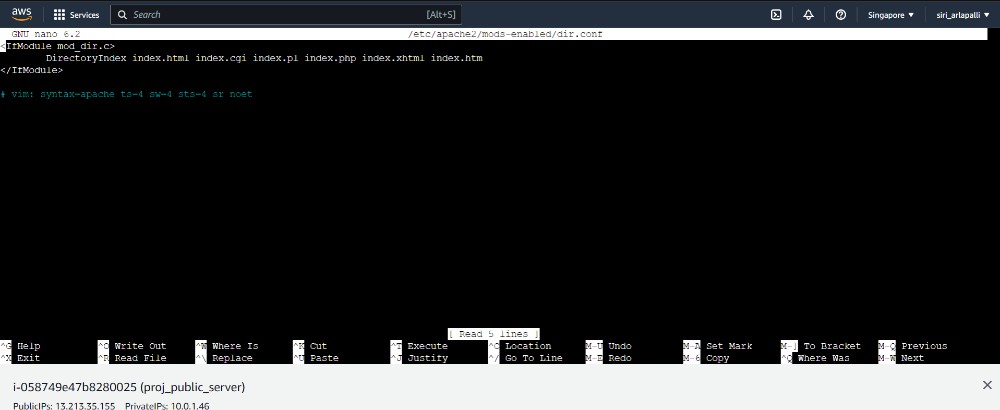 aws Services Search [Alt+S] Singapore ▼ siri_arlapalli ▼
GNU nano 6.2 /etc/apache2/mods-enabled/dir.conf
<IfModule mod_dir.c>
DirectoryIndex index.html index.cgi index.pl index.php index.xhtml index.htm
</IfModule>
# vim: syntax=apache ts=4 sw=4 sts=4 sr noet
[ Read 5 lines ]
^G Help ^O Write Out ^W Where Is ^K Cut ^T Execute ^C Location M-U Undo M-A Set Mark M-] To Bracket M-Q Previous
^X Exit ^R Read File ^\ Replace ^U Paste ^J Justify ^/ Go To Line M-E Redo M-6 Copy ^Q Where Was M-W Next
i-058749e47b8280025 (proj_public_server)
PublicIPs: 13.213.35.155 PrivateIPs: 10.0.1.46